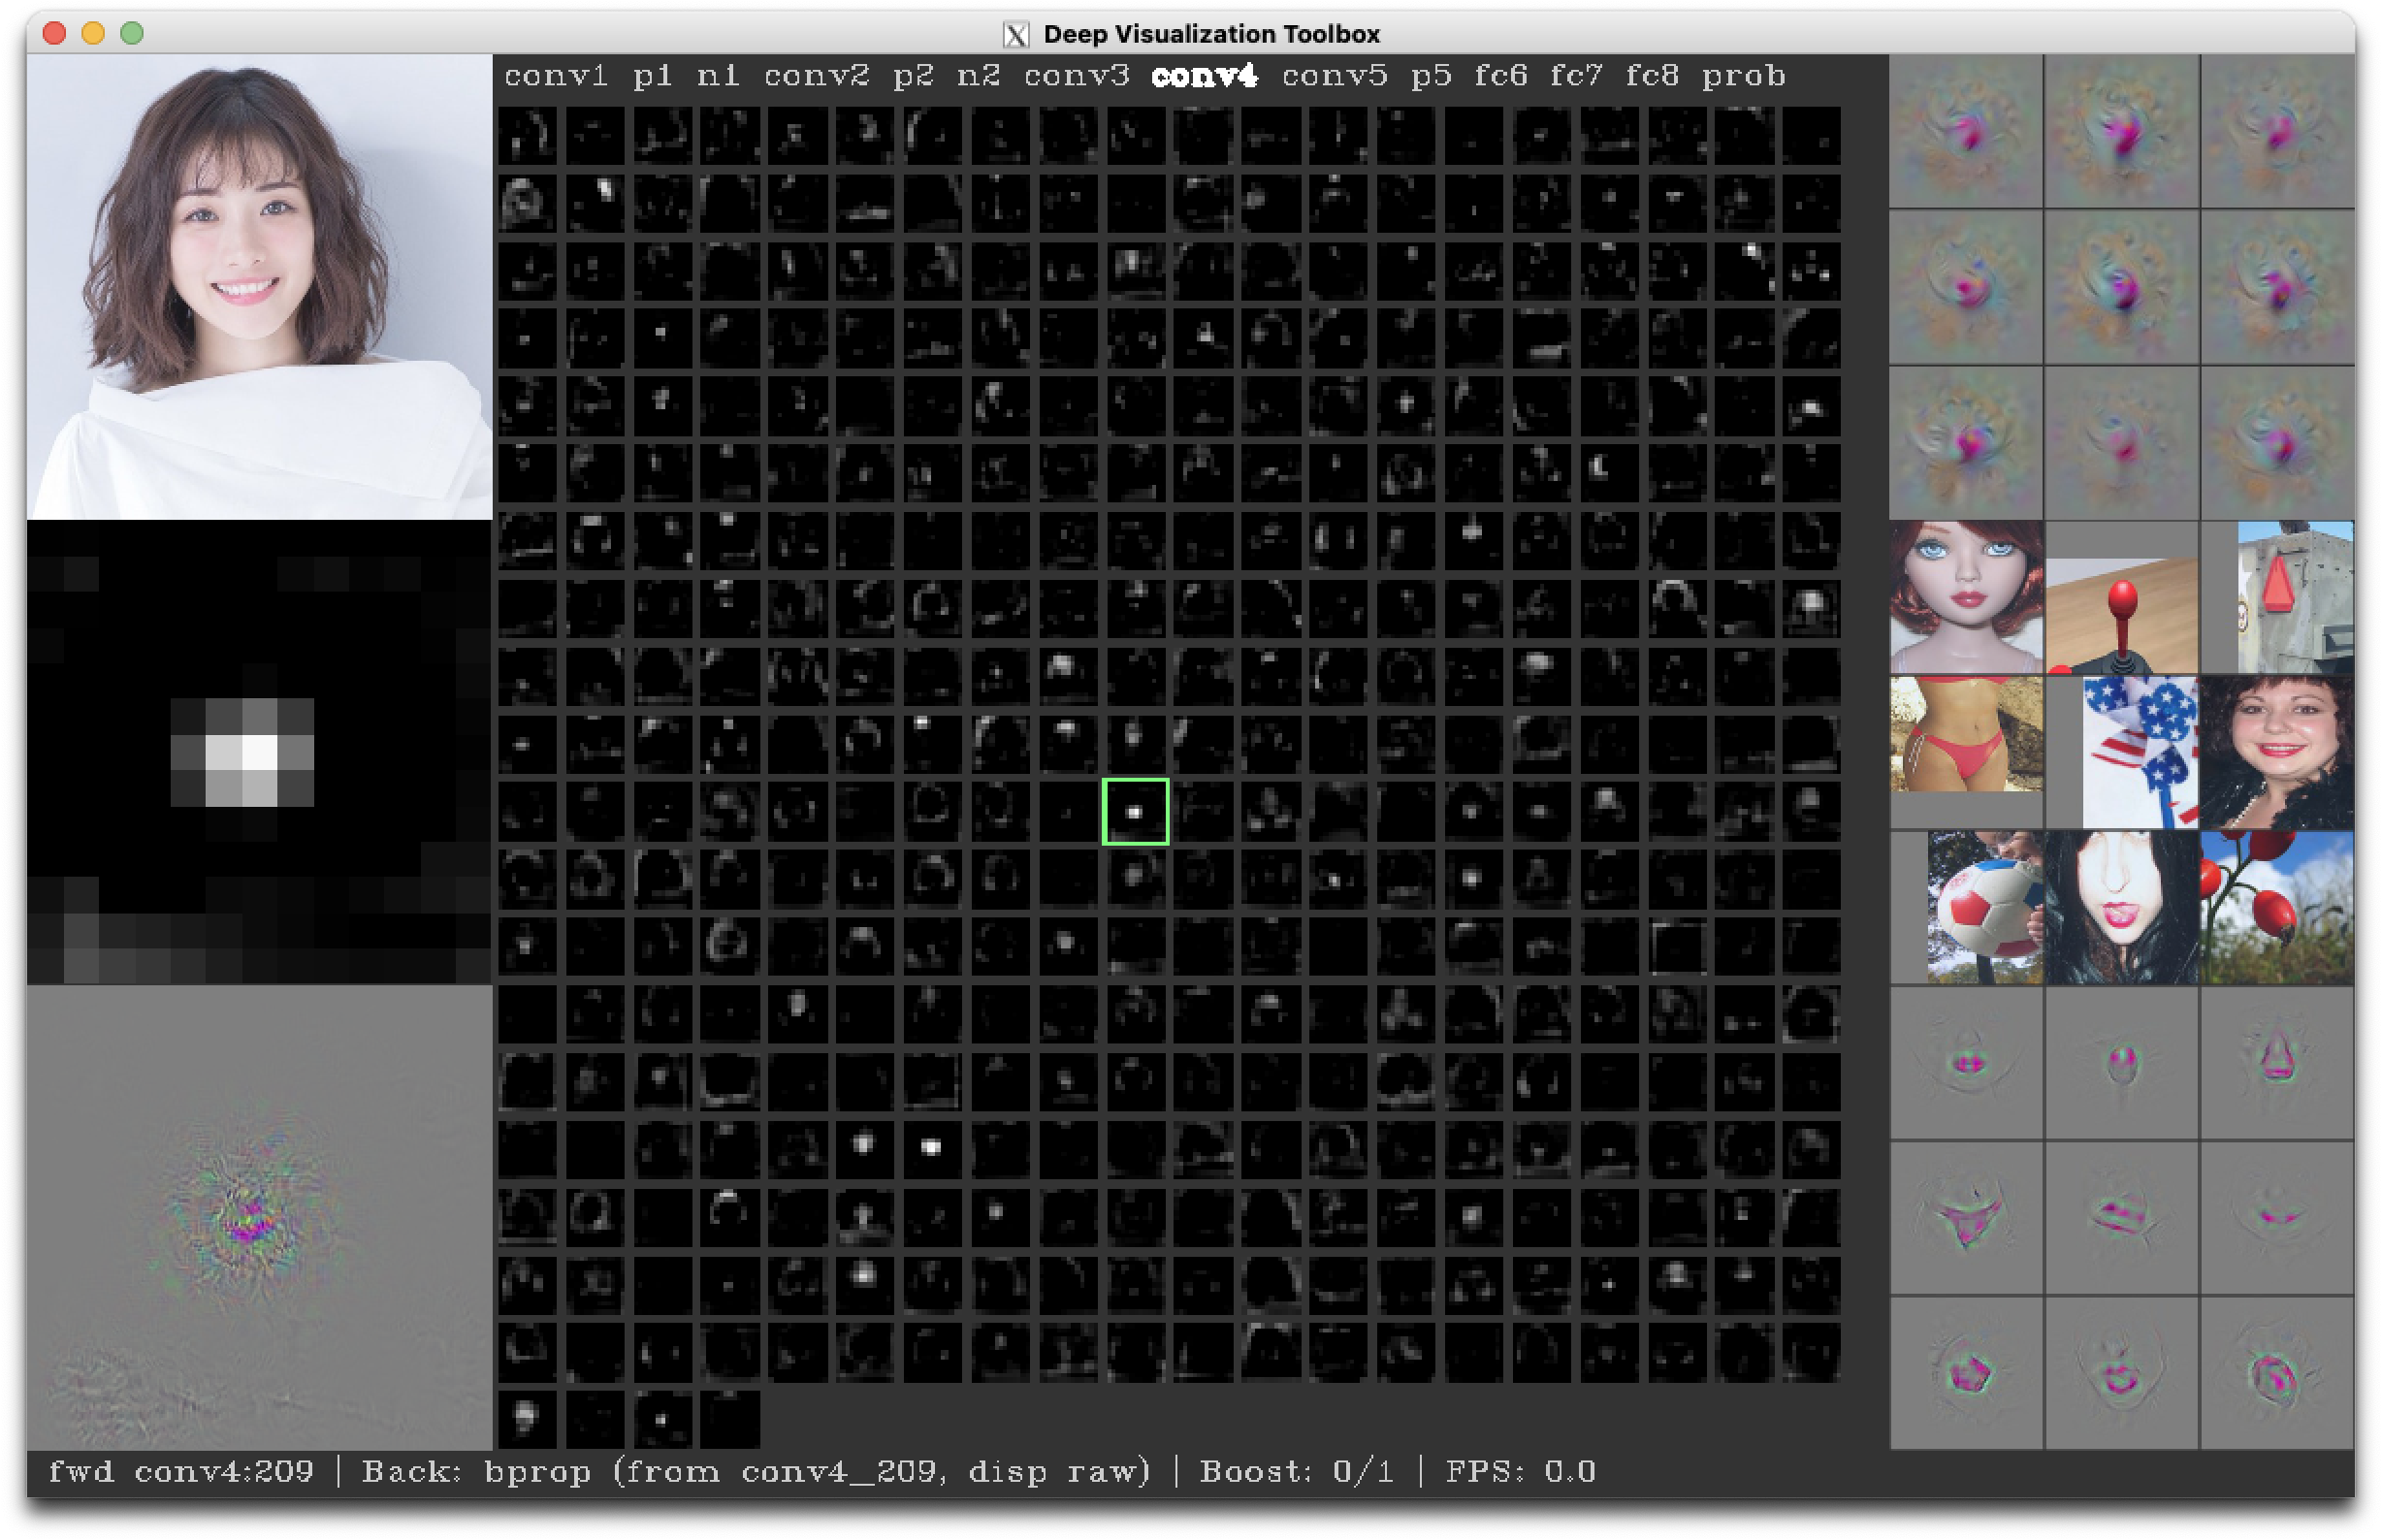 Deep Visualization Toolbox
conv1 p1 n1 conv2 p2 n2 conv3 conv4 conv5 p5 fc6 fc7 fc8 prob
fwd conv4:209 | Back: bprop (from conv4_209, disp raw) | Boost: 0/1 | FPS: 0.0